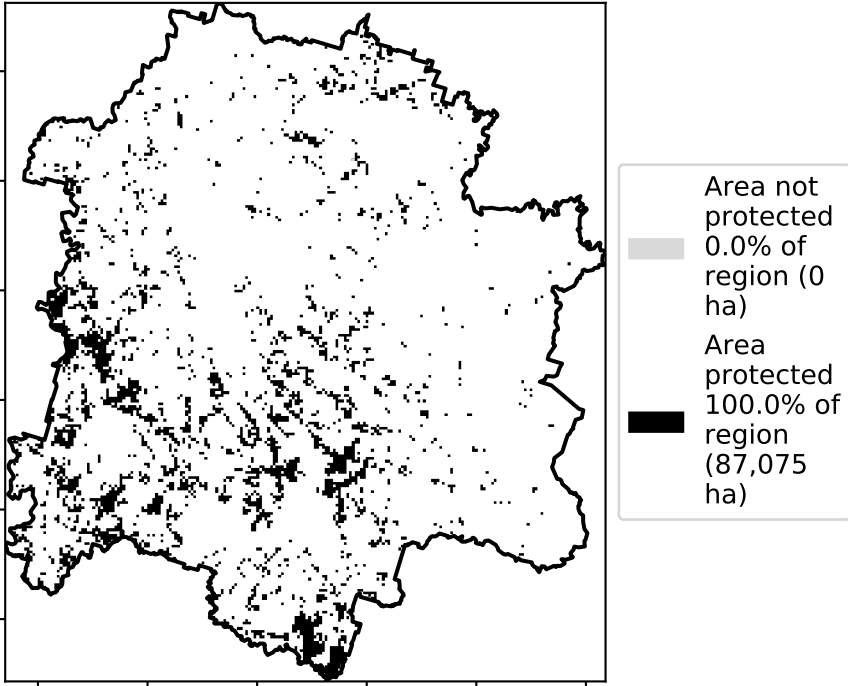 Area not
protected
0.0% of
region (0
ha)
Area
protected
100.0% of
region
(87,075
ha)